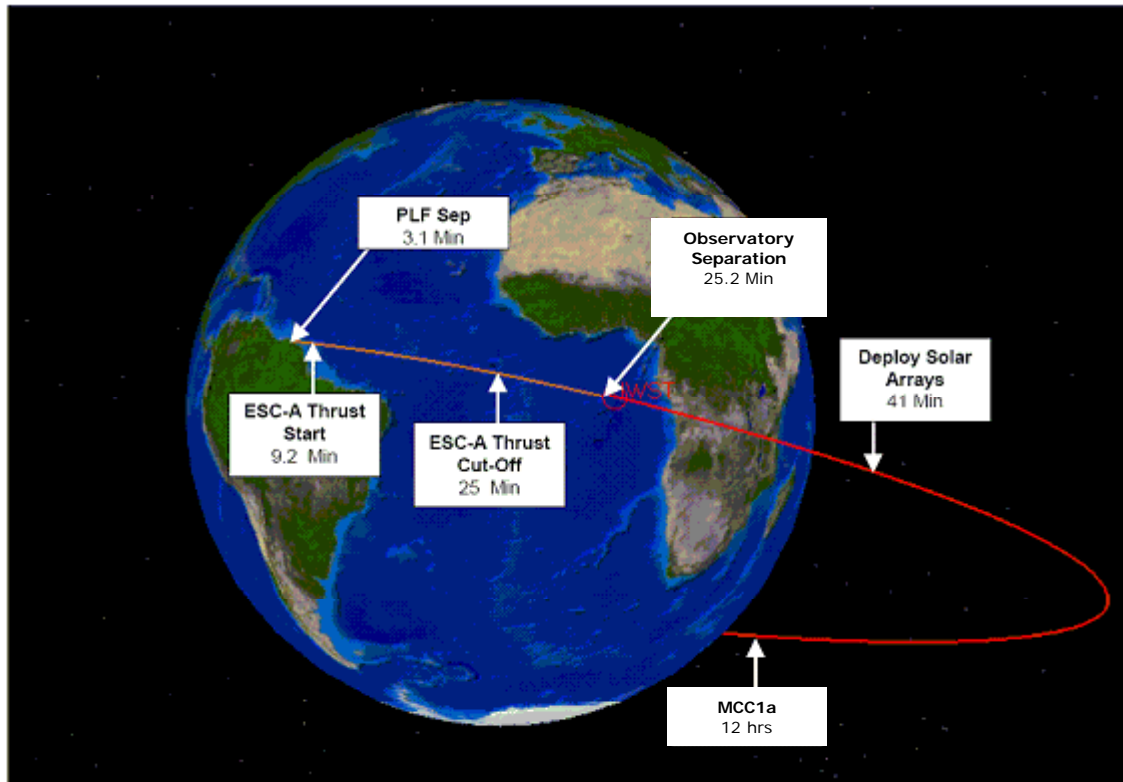 PLF Sep
3.1 Min
Observatory
Separation
25.2 Min
ESC-A Thrust
Start
9.2 Min
ESC-A Thrust
Cut-Off
25 Min
JWST
Deploy Solar
Arrays
41 Min
MCC1a
12 hrs